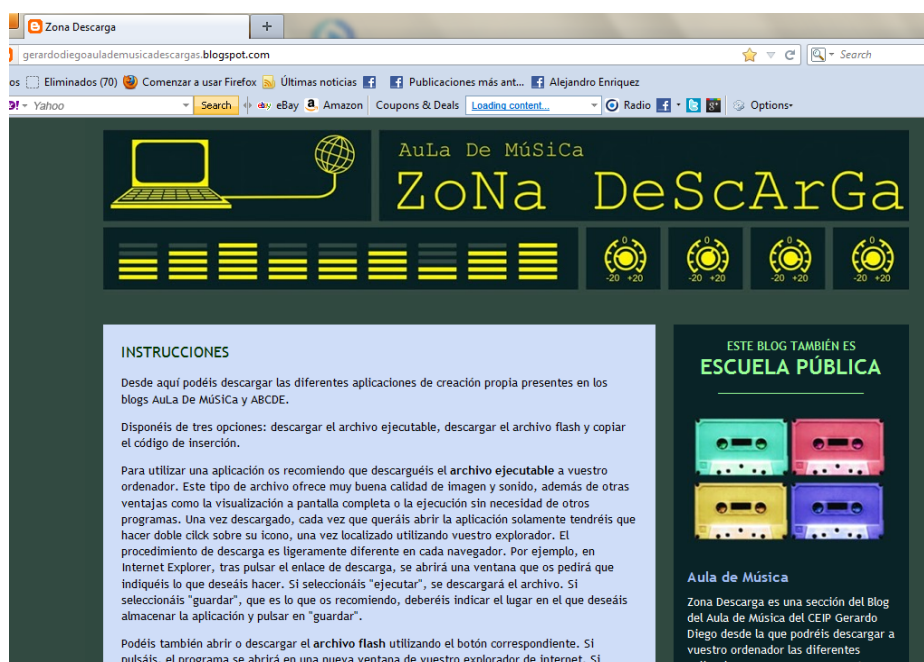 Zona Descarga
+
gerardodiegoaulademusicadescargas.blogspot.com
Search
os Eliminados (70) Comenzar a usar Firefox Últimas noticias Publicaciones más ant... Alejandro Enriquez
Yahoo Search eBay Amazon Coupons & Deals Loading content... Radio Options
AuLa De MúSiCa
ZoNa DeScArGa
0 0 0 0
-20 +20 -20 +20 -20 +20 -20 +20
INSTRUCCIONES
Desde aquí podéis descargar las diferentes aplicaciones de creación propia presentes en los
blogs AuLa De MúSiCa y ABCDE.
Disponéis de tres opciones: descargar el archivo ejecutable, descargar el archivo flash y copiar
el código de inserción.
Para utilizar una aplicación os recomiendo que descarguéis el archivo ejecutable a vuestro
ordenador. Este tipo de archivo ofrece muy buena calidad de imagen y sonido, además de otras
ventajas como la visualización a pantalla completa o la ejecución sin necesidad de otros
programas. Una vez descargado, cada vez que queráis abrir la aplicación solamente tendréis que
hacer doble cilck sobre su icono, una vez localizado utilizando vuestro explorador. El
procedimiento de descarga es ligeramente diferente en cada navegador. Por ejemplo, en
Internet Explorer, tras pulsar el enlace de descarga, se abrirá una ventana que os pedirá que
indiquéis lo que deseáis hacer. Si seleccionáis "ejecutar", se descargará el archivo. Si
seleccionáis "guardar", que es lo que os recomiendo, deberéis indicar el lugar en el que deseáis
almacenar la aplicación y pulsar en "guardar".
Podéis también abrir o descargar el archivo flash utilizando el botón correspondiente. Si
pulsáis, el programa se abrirá en una nueva ventana de vuestro explorador de internet. Si
ESTE BLOG TAMBIÉN ES
ESCUELA PÚBLICA
Aula de Música
Zona Descarga es una sección del Blog
del Aula de Música del CEIP Gerardo
Diego desde la que podréis descargar a
vuestro ordenador las diferentes